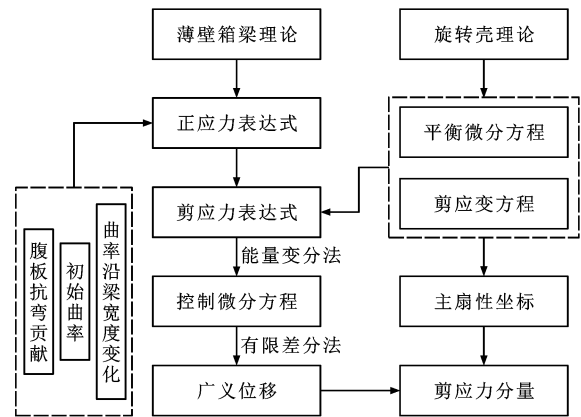 薄壁箱梁理论
旋转壳理论
正应力表达式
平衡微分方程
剪应力表达式
剪应变方程
腹板抗弯贡献
初始曲率
曲率沿梁宽度变化
能量变分法
控制微分方程
主扇性坐标
有限差分法
广义位移
剪应力分量